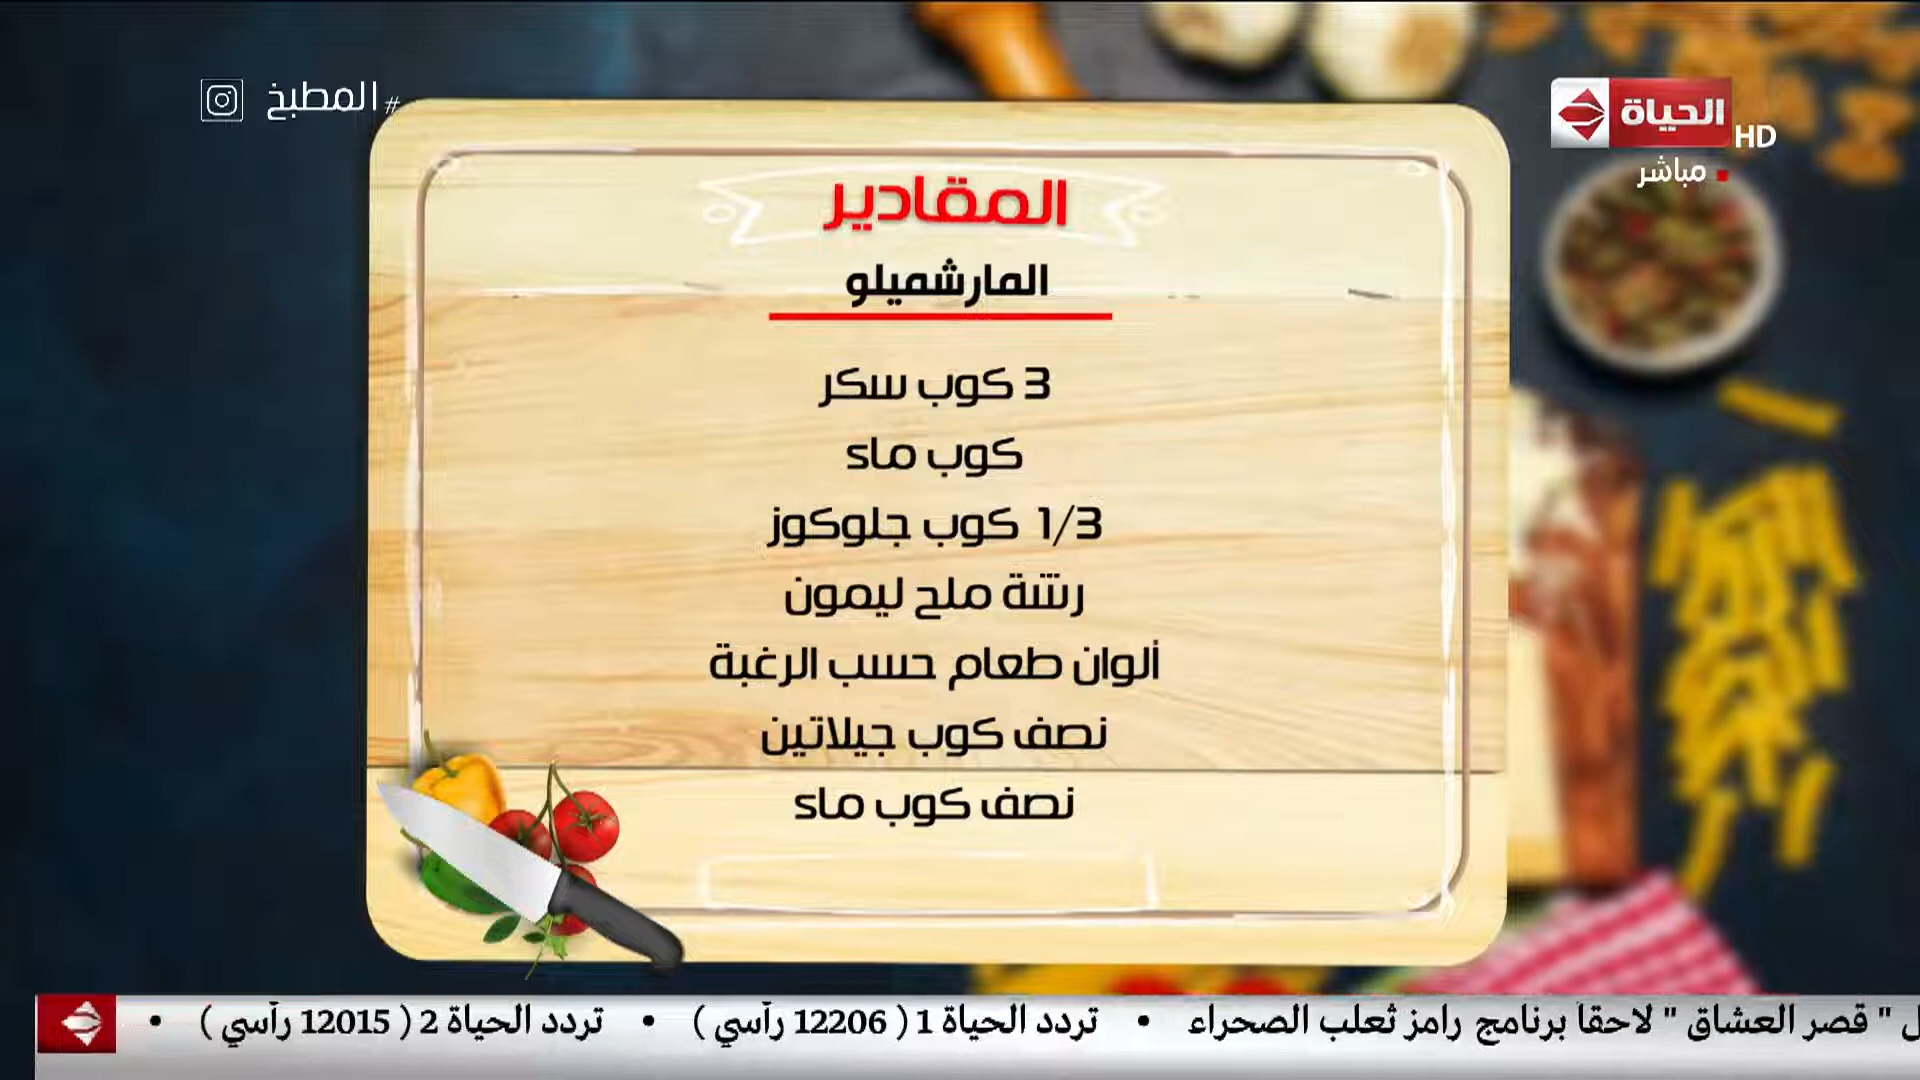 #المطبخ
الحياة
HD
مباشر
المقادير
المارشميلو
3 كوب سكر
كوب ماء
1/3 كوب جلوكوز
رشة ملح ليمون
ألوان طعام حسب الرغبة
نصف كوب جيلاتين
نصف كوب ماء
ل " قصر العشاق " لاحقا برنامج رامز ثعلب الصحراء • تردد الحياة 1 ( 12206 رأسي ) • تردد الحياة 2 ( 12015 رأسي ) •